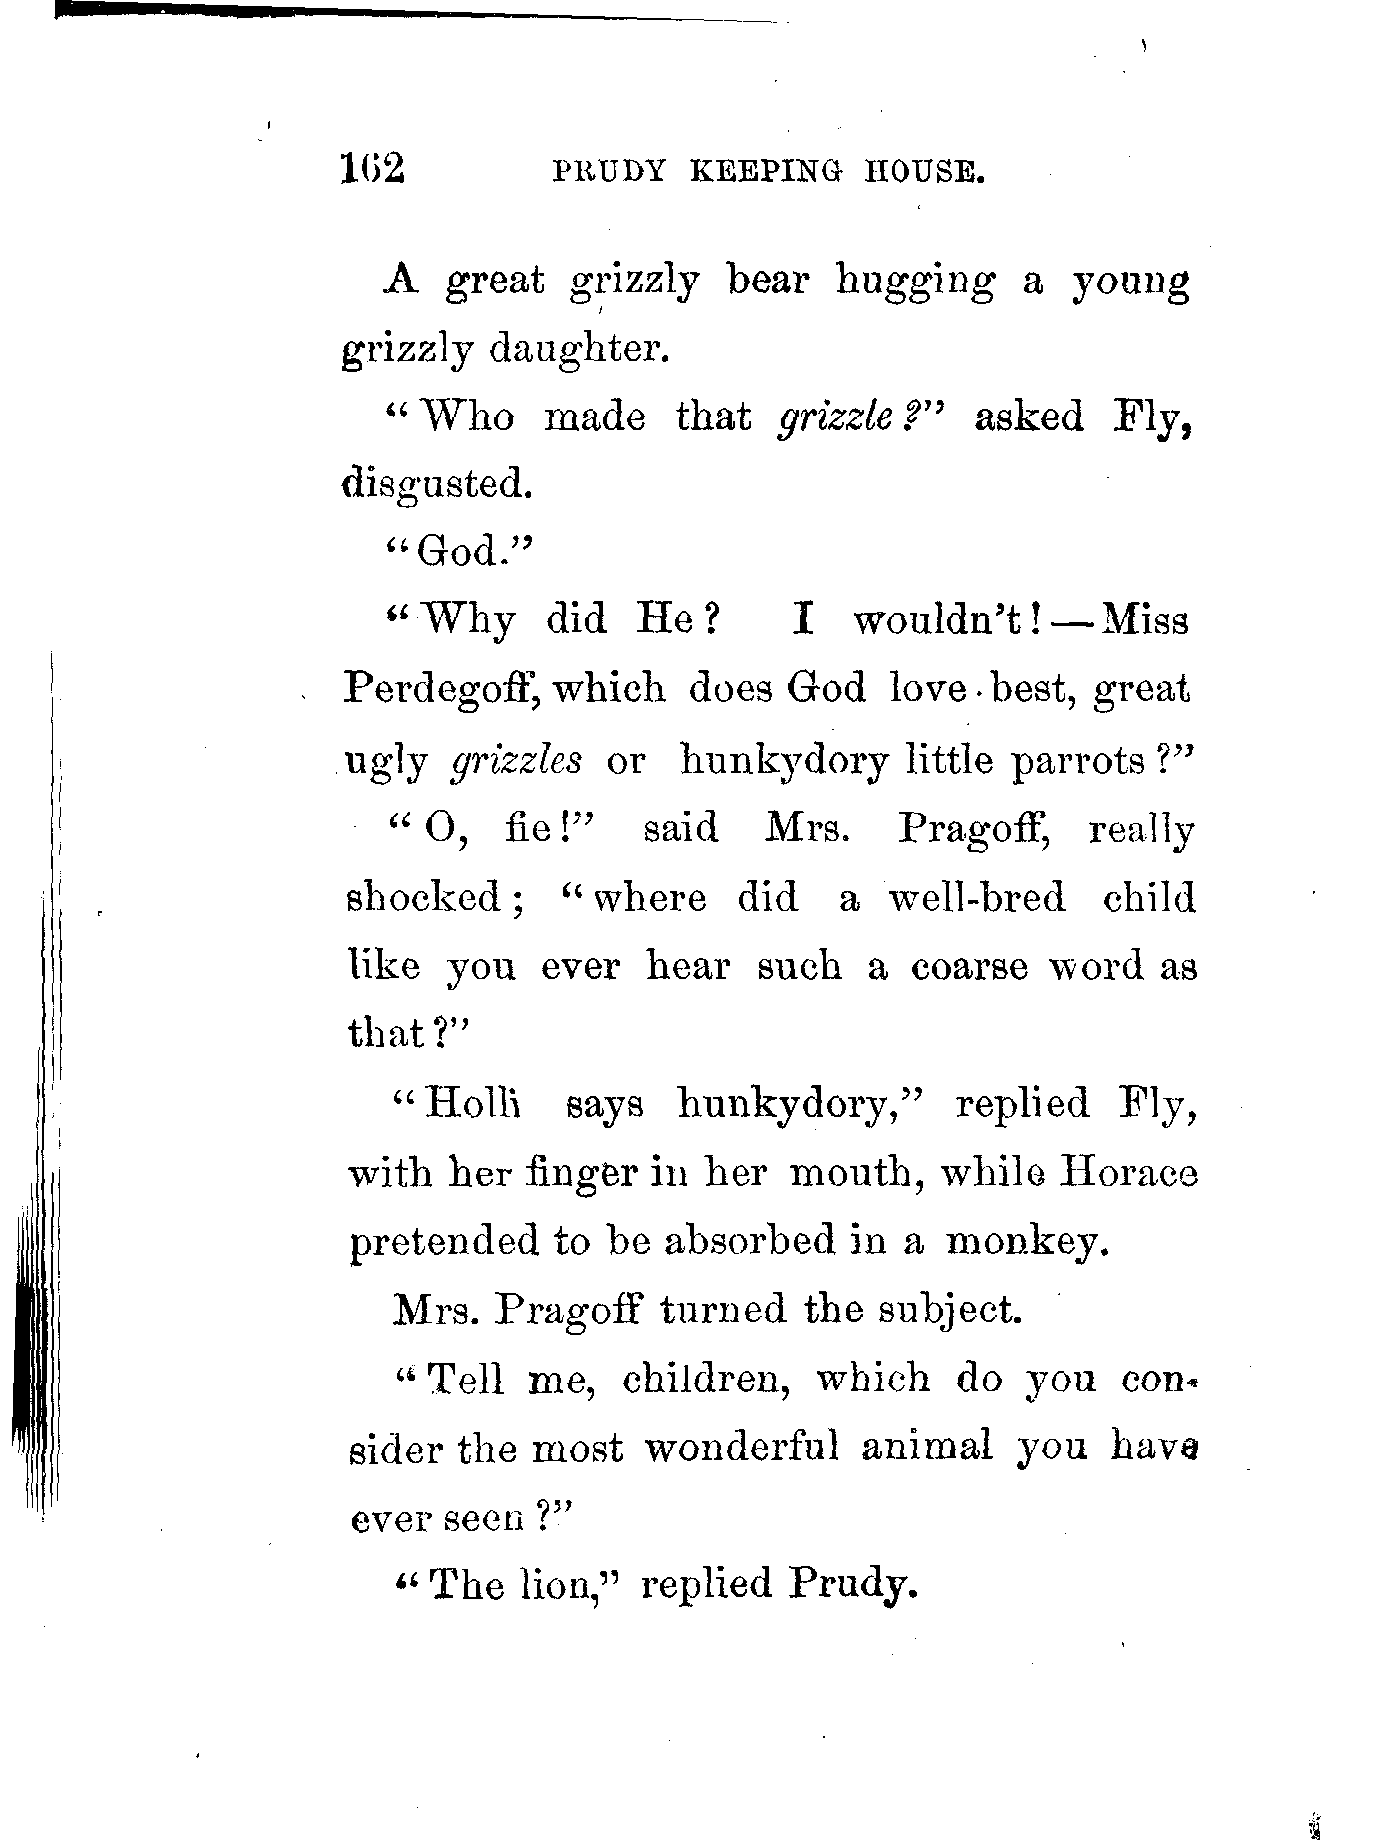 162 PRUDY KEEPING HOUSE.
A great grizzly bear hugging a young
grizzly daughter.
"Who made that grizzle?" asked Fly,
disgusted.
"God."
"Why did He? I wouldn't!—Miss
Perdegoff, which does God love best, great
ugly grizzles or hunkydory little parrots?"
"O, fie!" said Mrs. Pragoff, really
shocked; "where did a well-bred child
like you ever hear such a coarse word as
that?"
"Holli says hunkydory," replied Fly,
with her finger in her mouth, while Horace
pretended to be absorbed in a monkey.
Mrs. Pragoff turned the subject.
"Tell me, children, which do you con-
sider the most wonderful animal you have
ever seen?"
"The lion," replied Prudy.